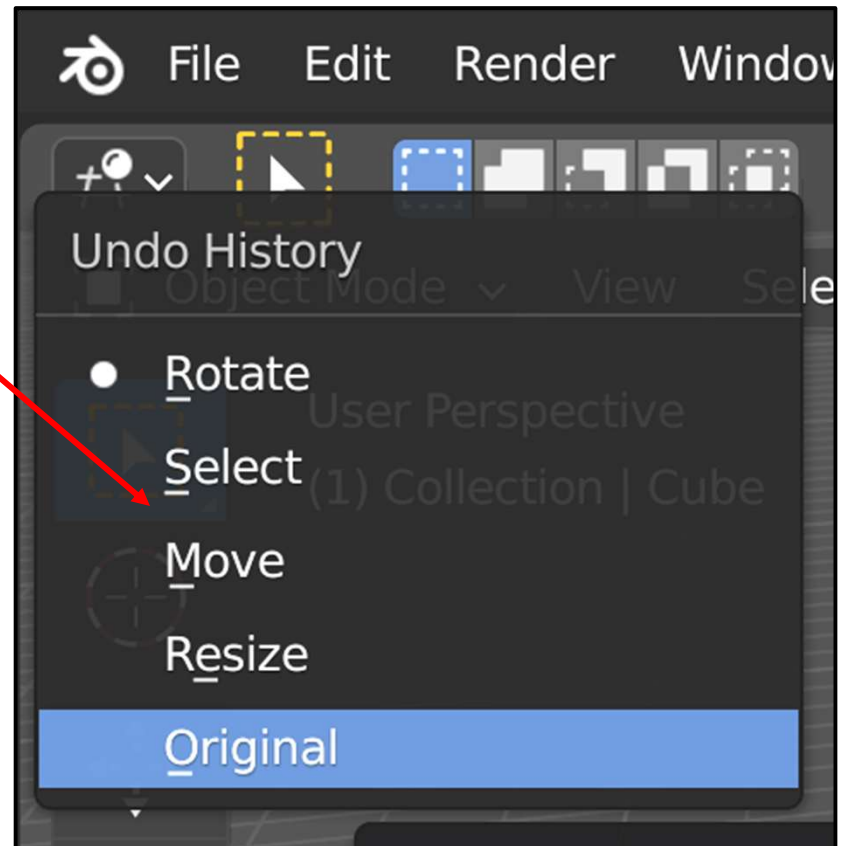 File Edit Render Window
Undo History
Object Mode View Sele
Rotate
User Perspective
Select
(1) Collection | Cube
Move
Resize
Original